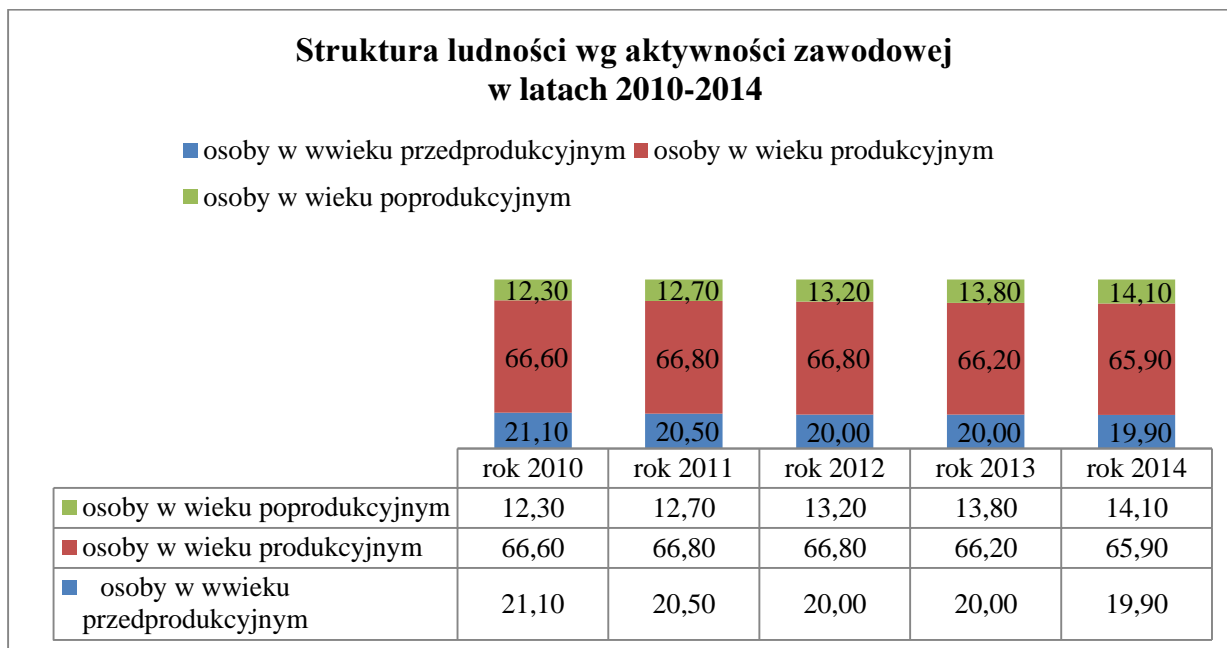 Struktura ludności wg aktywności zawodowej
w latach 2010-2014
osoby w wwieku przedprodukcyjnym osoby w wieku produkcyjnym
osoby w wieku poprodukcyjnym
12,30 12,70 13,20 13,80 14,10
66,60 66,80 66,80 66,20 65,90
21,10 20,50 20,00 20,00 19,90
rok 2010 rok 2011 rok 2012 rok 2013 rok 2014
osoby w wieku poprodukcyjnym 12,30 12,70 13,20 13,80 14,10
osoby w wieku produkcyjnym 66,60 66,80 66,80 66,20 65,90
osoby w wwieku
przedprodukcyjnym 21,10 20,50 20,00 20,00 19,90